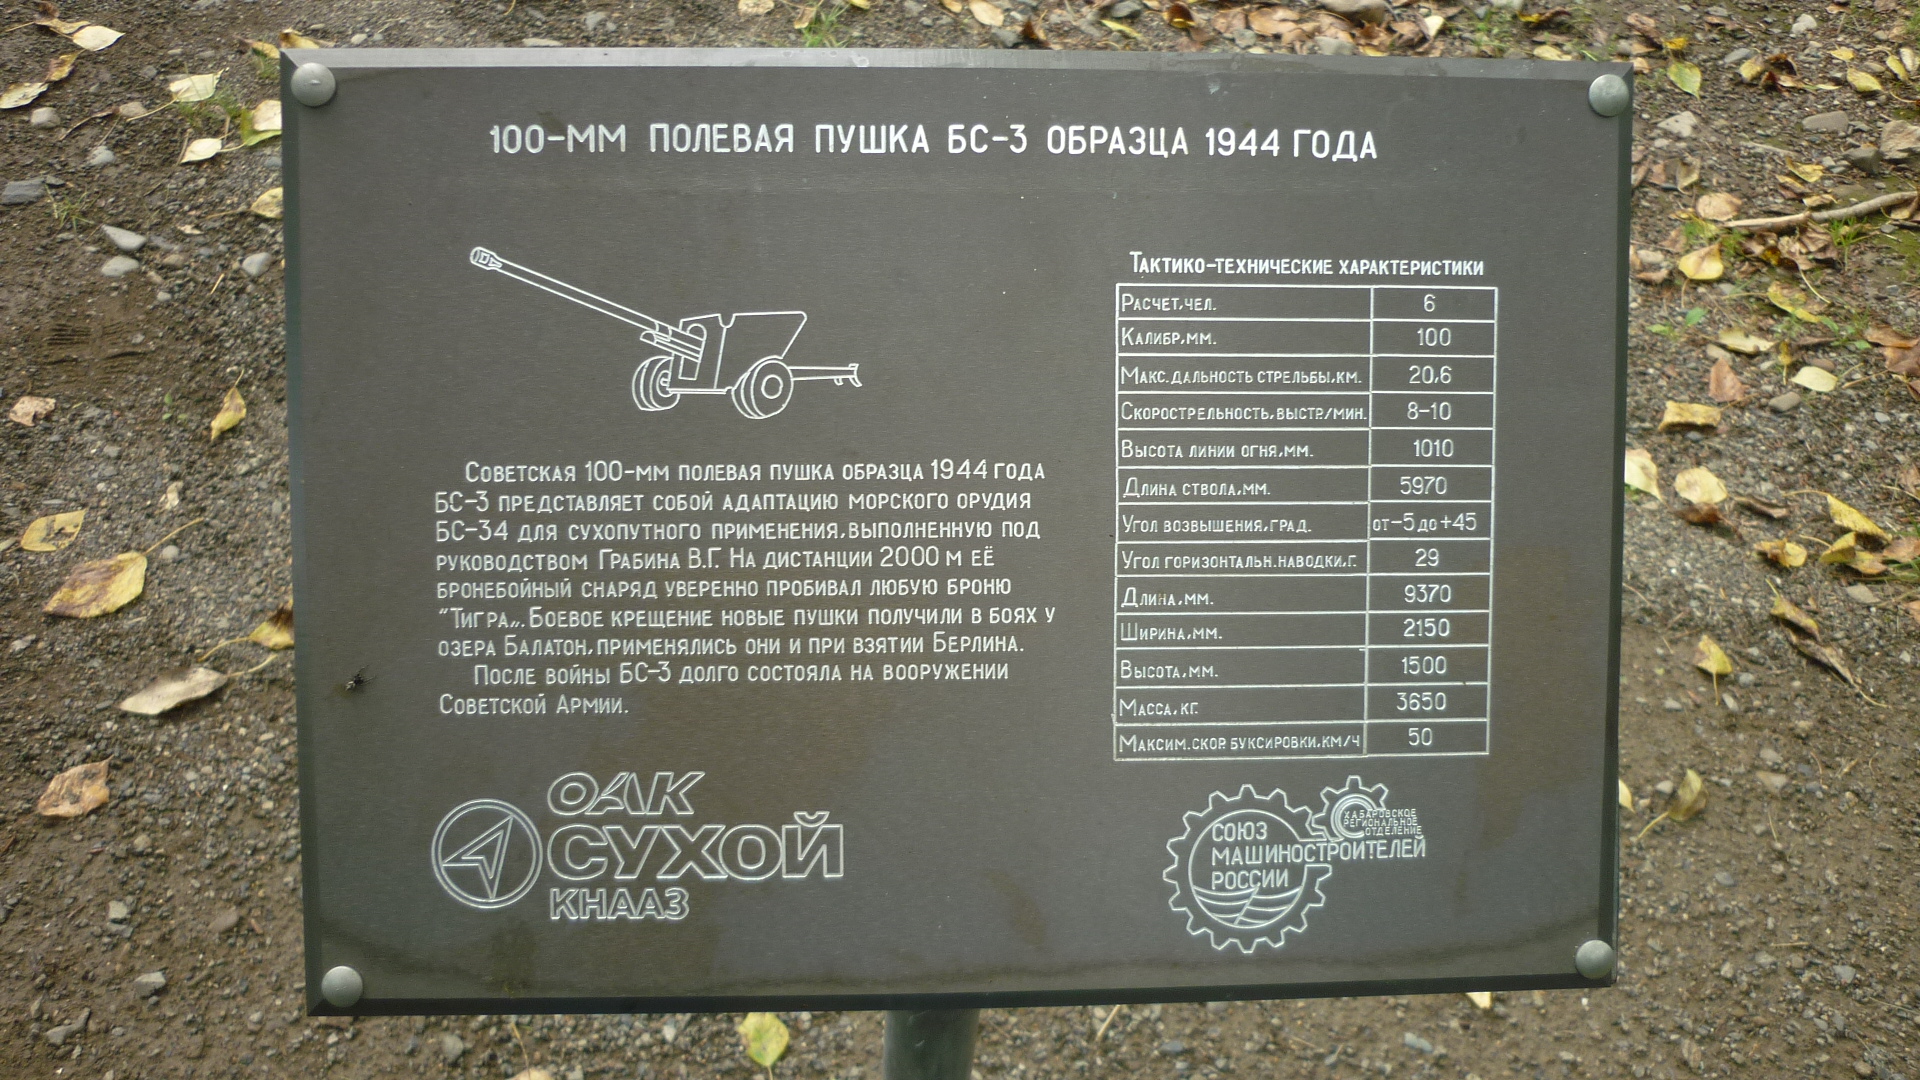 100-ММ ПОЛЕВАЯ ПУШКА БС-3 ОБРАЗЦА 1944 ГОДА
Советская 100-мм полевая пушка образца 1944 года
БС-3 представляет собой адаптацию морского орудия
БС-34 для сухопутного применения, выполненную под
руководством Грабина В.Г. На дистанции 2000 м её
бронебойный снаряд уверенно пробивал любую броню
"Тигра„. Боевое крещение новые пушки получили в боях у
озера Балатон, применялись они и при взятии Берлина.
После войны БС-3 долго состояла на вооружении
Советской Армии.
Тактико-технические характеристики
Расчет, чел. 6
Калибр, мм. 100
Макс. дальность стрельбы, км. 20,6
Скорострельность, выстр/мин. 8-10
Высота линии огня, мм. 1010
Длина ствола, мм. 5970
Угол возвышения, град. от -5 до +45
Угол горизонтальн. наводки, г. 29
Длина, мм. 9370
Ширина, мм. 2150
Высота, мм. 1500
Масса, кг. 3650
Максим. скор. буксировки, км/ч 50
ОАК
СУХОЙ
КНААЗ
ХАБАРОВСКОЕ
РЕГИОНАЛЬНОЕ
ОТДЕЛЕНИЕ
СОЮЗ
МАШИНОСТРОИТЕЛЕЙ
РОССИИ